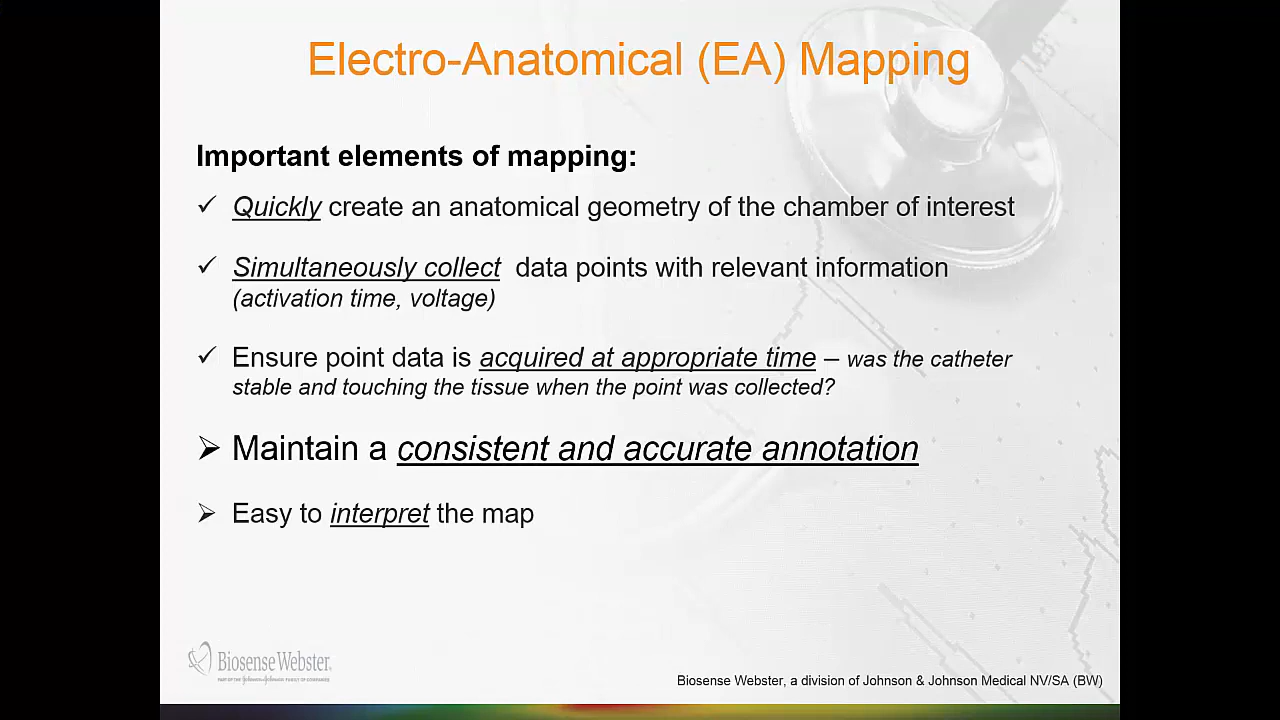 Electro-Anatomical (EA) Mapping
Important elements of mapping:
✓ Quickly create an anatomical geometry of the chamber of interest
✓ Simultaneously collect data points with relevant information
(activation time, voltage)
✓ Ensure point data is acquired at appropriate time – was the catheter
stable and touching the tissue when the point was collected?
➢ Maintain a consistent and accurate annotation
➢ Easy to interpret the map
Biosense Webster
PART OF THE Johnson & Johnson FAMILY OF COMPANIES
Biosense Webster, a division of Johnson & Johnson Medical NV/SA (BW)